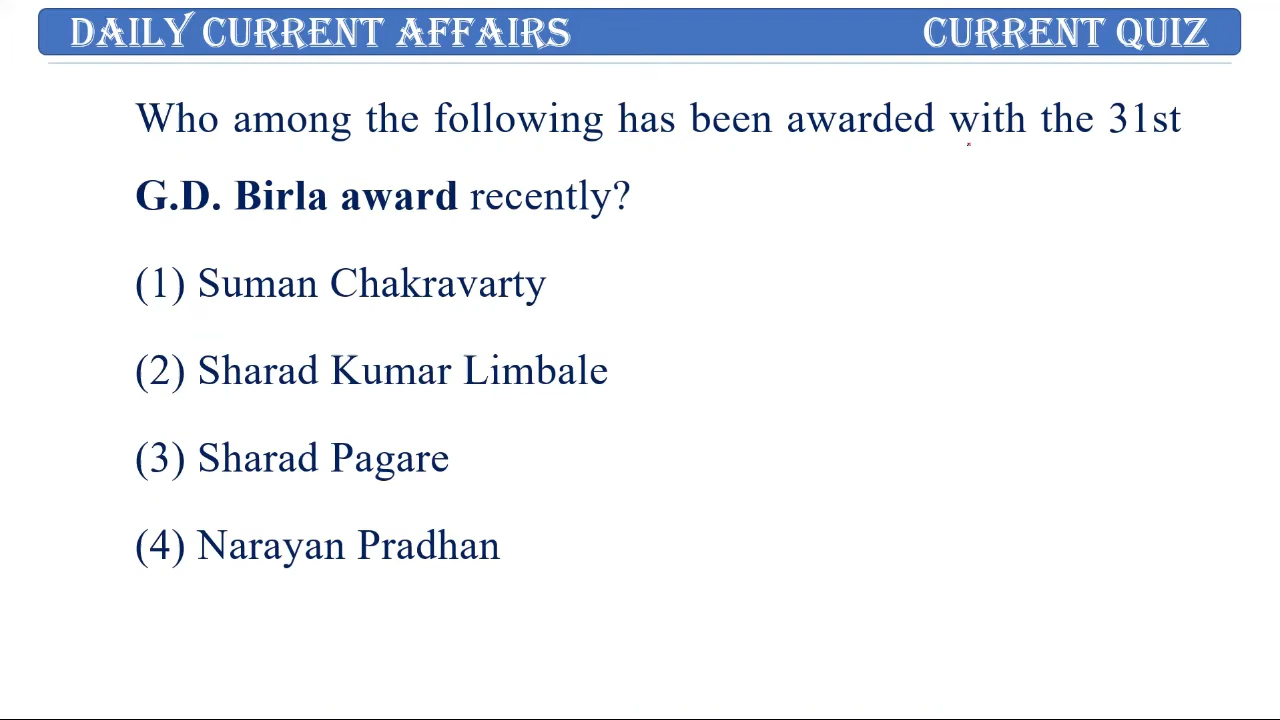 DAILY CURRENT AFFAIRS CURRENT QUIZ
Who among the following has been awarded with the 31st
G.D. Birla award recently?
(1) Suman Chakravarty
(2) Sharad Kumar Limbale
(3) Sharad Pagare
(4) Narayan Pradhan